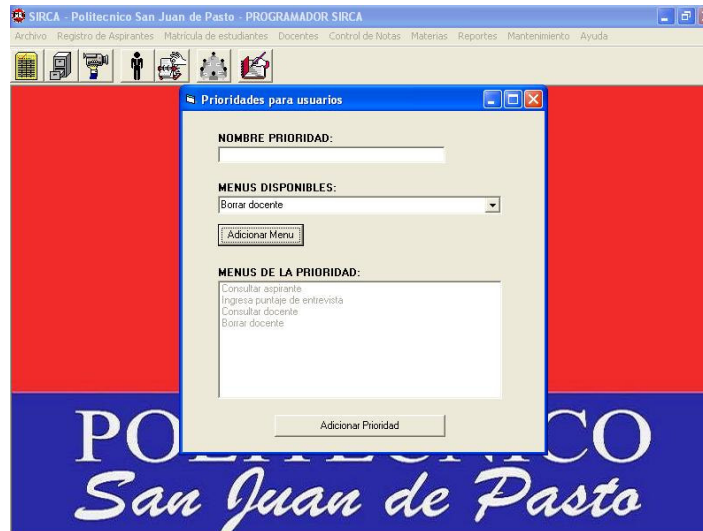 SIRCA - Politecnico San Juan de Pasto - PROGRAMADOR SIRCA
Archivo Registro de Aspirantes Matrícula de estudiantes Docentes Control de Notas Materias Reportes Mantenimiento Ayuda
Prioridades para usuarios
NOMBRE PRIORIDAD:
MENUS DISPONIBLES:
Borrar docente
Adicionar Menu
MENUS DE LA PRIORIDAD:
Consultar aspirante
Ingresa puntaje de entrevista
Consultar docente
Borrar docente
Adicionar Prioridad
POLITECNICO
San Juan de Pasto